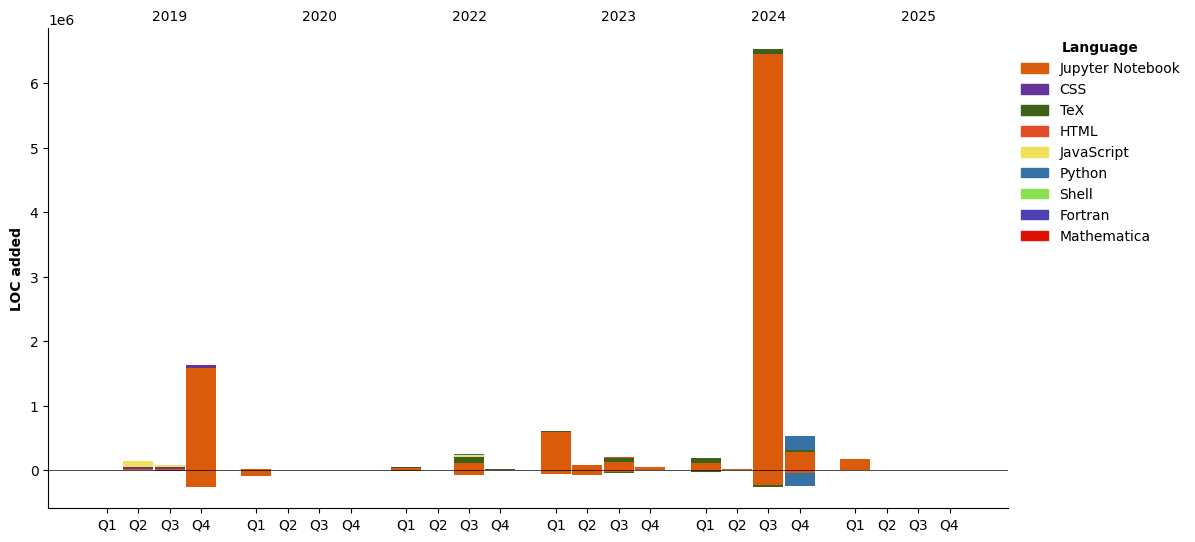 1e6
2019 2020 2022 2023 2024 2025
LOC added
6
5
4
3
2
1
0
Q1 Q2 Q3 Q4 Q1 Q2 Q3 Q4 Q1 Q2 Q3 Q4 Q1 Q2 Q3 Q4 Q1 Q2 Q3 Q4 Q1 Q2 Q3 Q4
Language
Jupyter Notebook
CSS
TeX
HTML
JavaScript
Python
Shell
Fortran
Mathematica